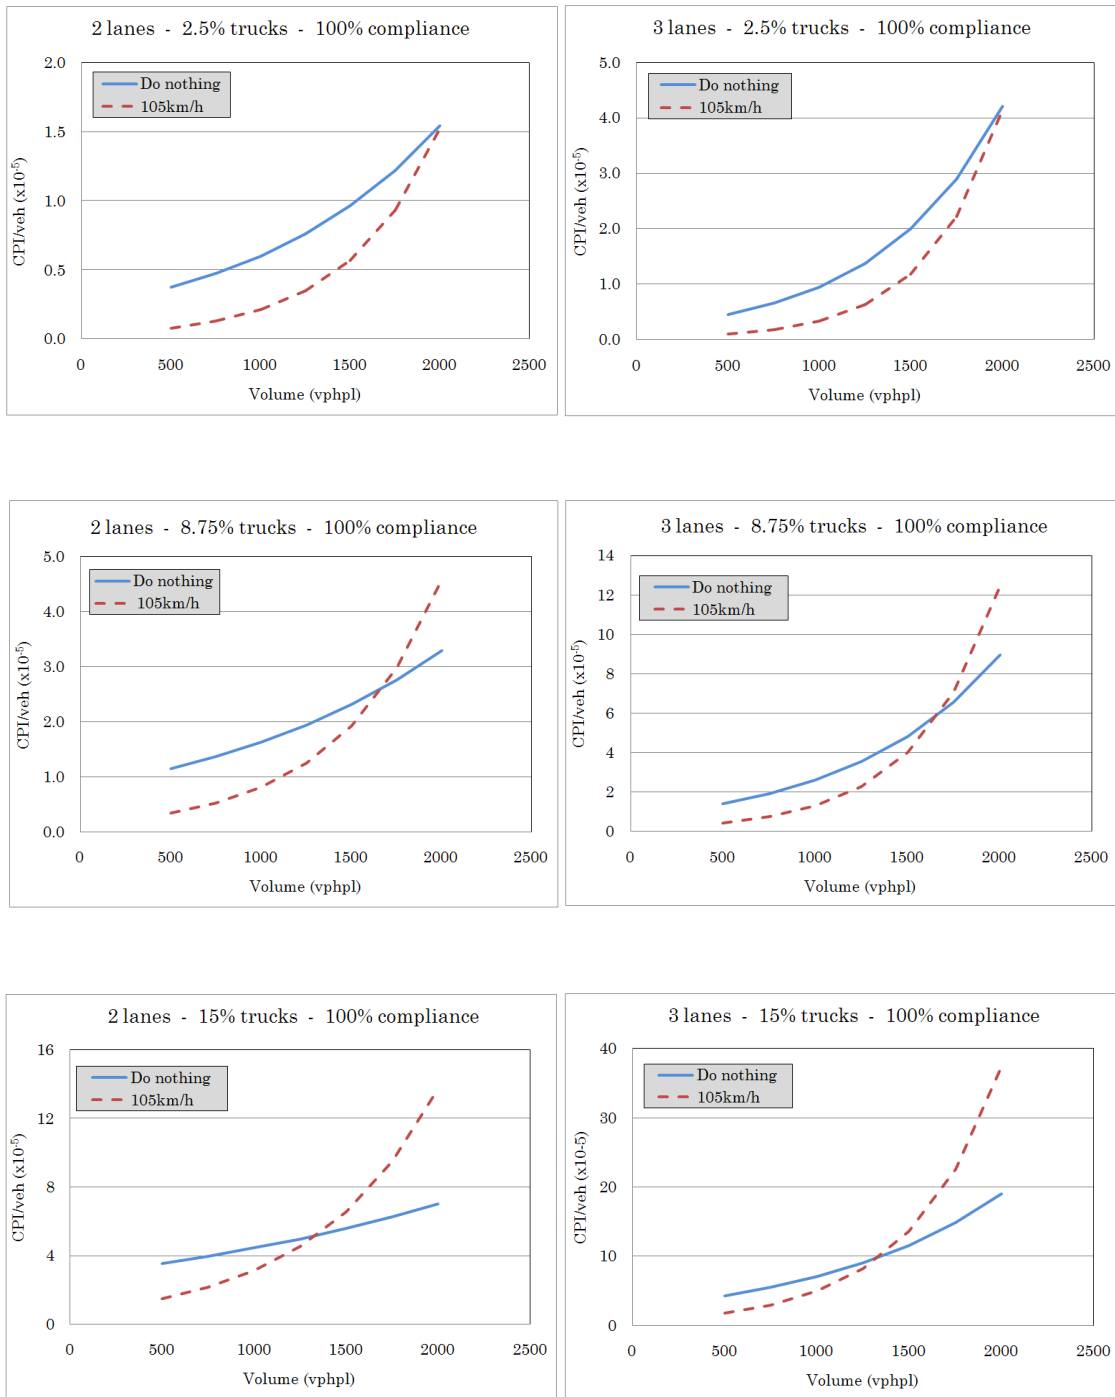 2 lanes - 2.5% trucks - 100% compliance
2.0
1.5
1.0
0.5
0.0
CPI/veh (x10-5)
Do nothing
105km/h
0 500 1000 1500 2000 2500
Volume (vphpl)
3 lanes - 2.5% trucks - 100% compliance
5.0
4.0
3.0
2.0
1.0
0.0
CPI/veh (x10-5)
Do nothing
105km/h
0 500 1000 1500 2000 2500
Volume (vphpl)
2 lanes - 8.75% trucks - 100% compliance
5.0
4.0
3.0
2.0
1.0
0.0
CPI/veh (x10-5)
Do nothing
105km/h
0 500 1000 1500 2000 2500
Volume (vphpl)
3 lanes - 8.75% trucks - 100% compliance
14
12
10
8
6
4
2
0
CPI/veh (x10-5)
Do nothing
105km/h
0 500 1000 1500 2000 2500
Volume (vphpl)
2 lanes - 15% trucks - 100% compliance
16
12
8
4
0
CPI/veh (x10-5)
Do nothing
105km/h
0 500 1000 1500 2000 2500
Volume (vphpl)
3 lanes - 15% trucks - 100% compliance
40
30
20
10
0
CPI/veh (x10-5)
Do nothing
105km/h
0 500 1000 1500 2000 2500
Volume (vphpl)